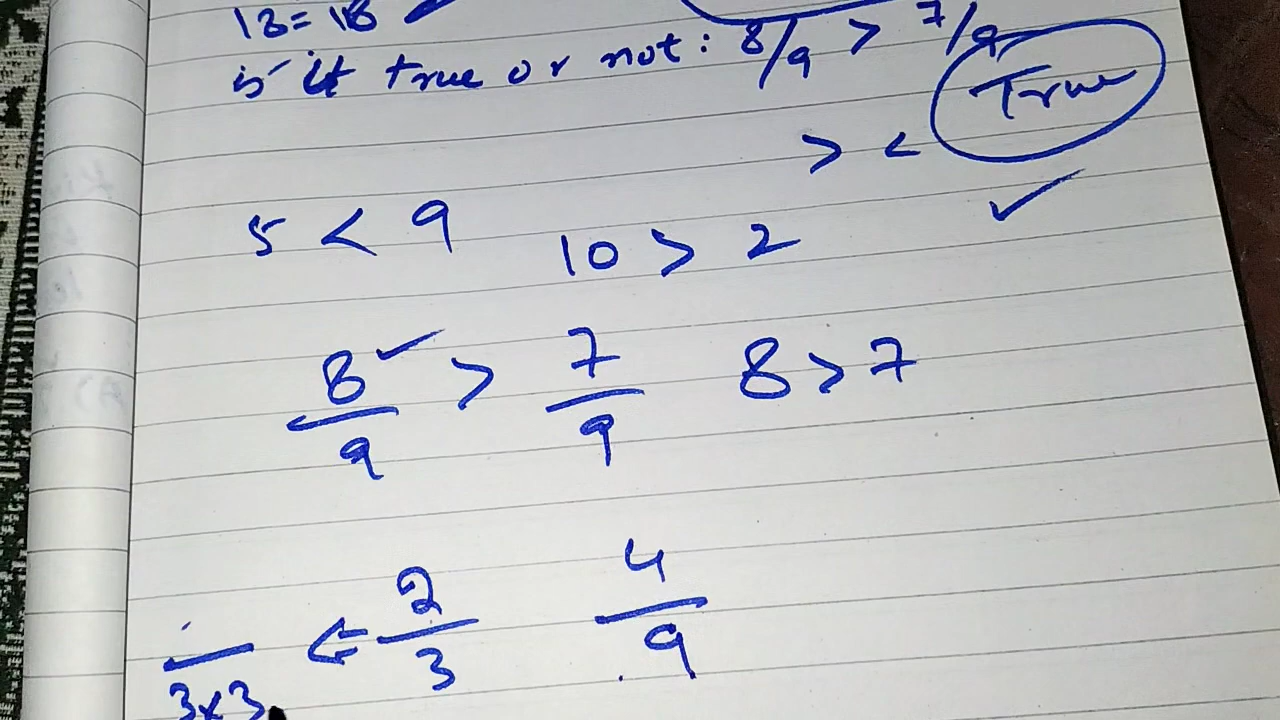 18 = 18
is it true or not: 8/9 > 7/9
True
> <
5 < 9 10 > 2 ✓
8/9 ✓ > 7/9 8 > 7
/3×3 ⇐ 2/3 4/9